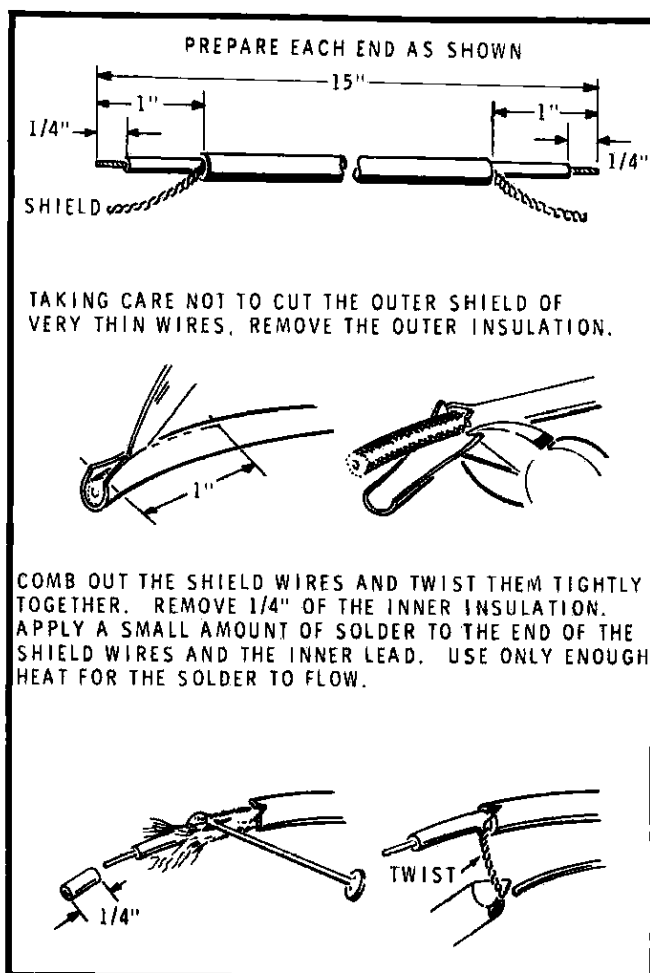 PREPARE EACH END AS SHOWN
15"
1" 1"
1/4" 1/4"
SHIELD
TAKING CARE NOT TO CUT THE OUTER SHIELD OF
VERY THIN WIRES, REMOVE THE OUTER INSULATION.
1"
COMB OUT THE SHIELD WIRES AND TWIST THEM TIGHTLY
TOGETHER. REMOVE 1/4" OF THE INNER INSULATION.
APPLY A SMALL AMOUNT OF SOLDER TO THE END OF THE
SHIELD WIRES AND THE INNER LEAD. USE ONLY ENOUGH
HEAT FOR THE SOLDER TO FLOW.
TWIST
1/4"